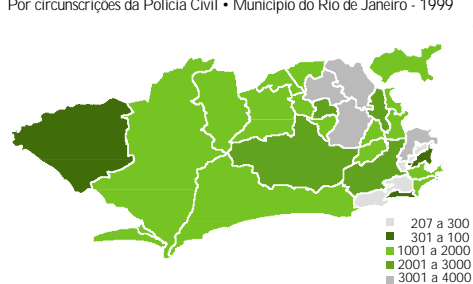 Por circunscrições da Polícia Civil • Município do Rio de Janeiro - 1999
207 a 300
301 a 100
1001 a 2000
2001 a 3000
3001 a 4000